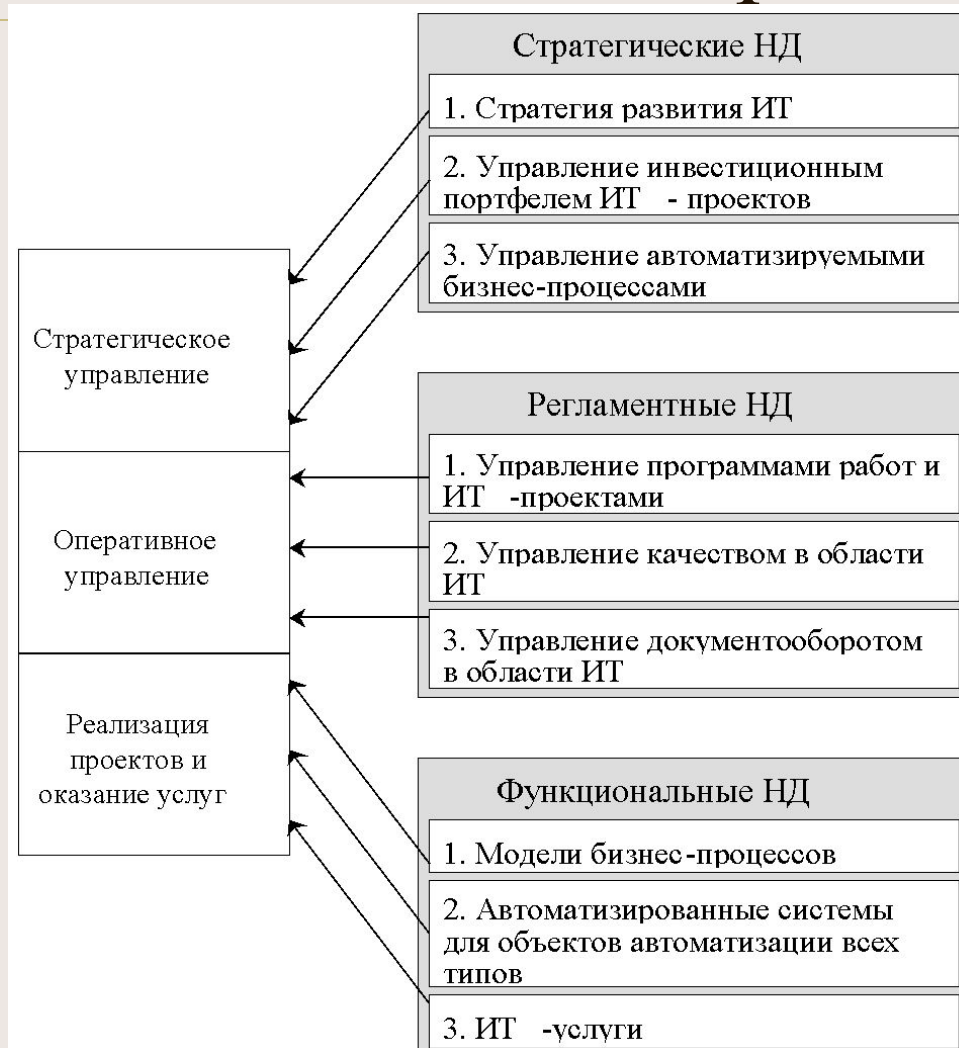 Стратегические НД
1. Стратегия развития ИТ
2. Управление инвестиционным
портфелем ИТ - проектов
3. Управление автоматизируемыми
бизнес-процессами
Стратегическое
управление
Регламентные НД
1. Управление программами работ и
ИТ -проектами
2. Управление качеством в области
ИТ
3. Управление документооборотом
в области ИТ
Оперативное
управление
Реализация
проектов и
оказание услуг
Функциональные НД
1. Модели бизнес-процессов
2. Автоматизированные системы
для объектов автоматизации всех
типов
3. ИТ -услуги